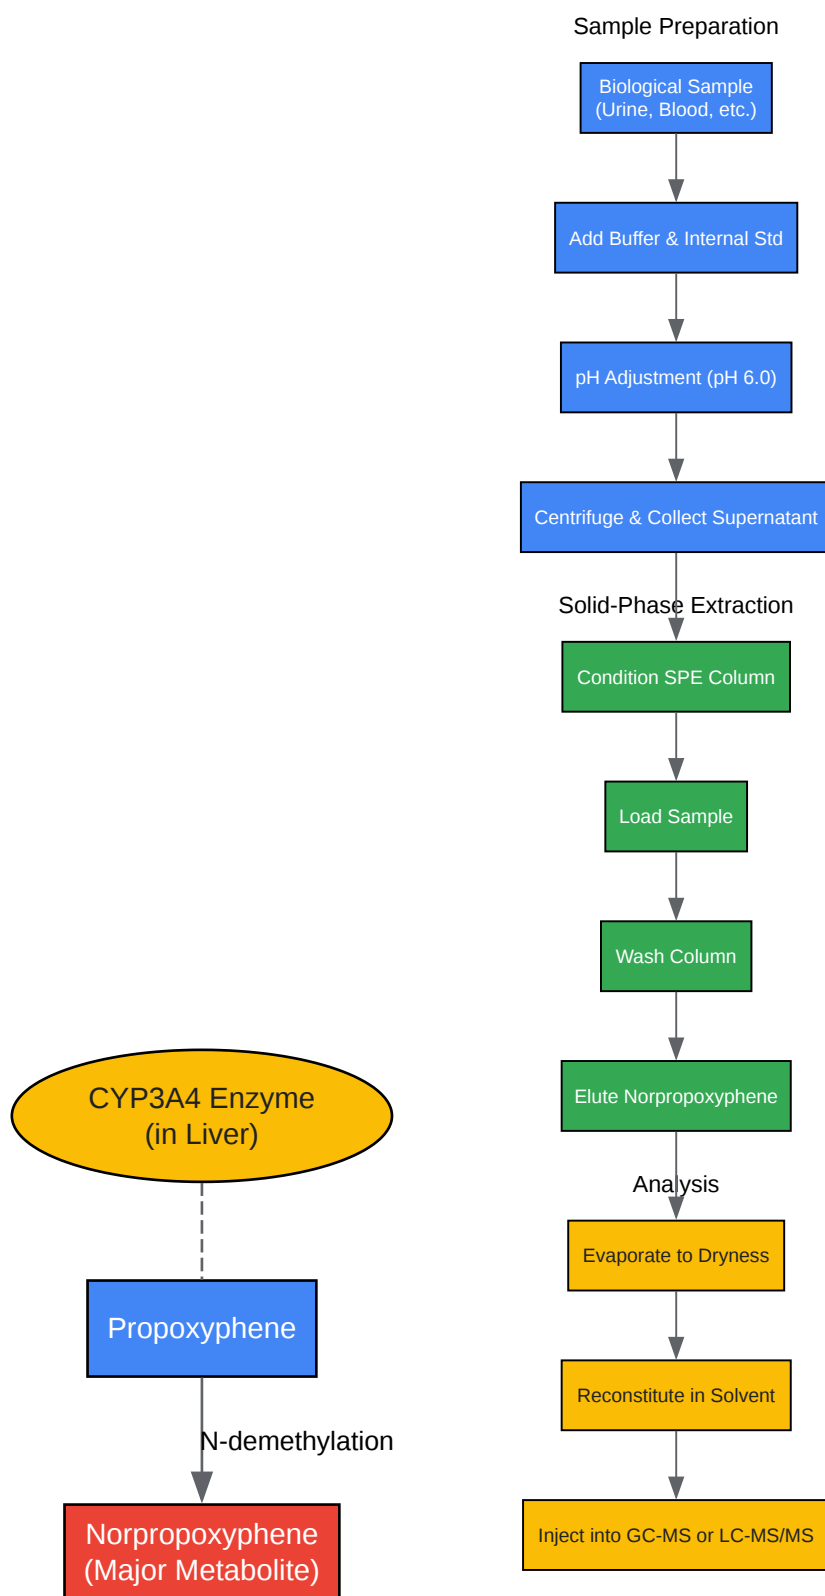 Sample Preparation
Biological Sample
(Urine, Blood, etc.)
Add Buffer & Internal Std
pH Adjustment (pH 6.0)
Centrifuge & Collect Supernatant
Solid-Phase Extraction
Condition SPE Column
Load Sample
Wash Column
Elute Norpropoxyphene
Analysis
Evaporate to Dryness
Reconstitute in Solvent
Inject into GC-MS or LC-MS/MS
CYP3A4 Enzyme
(in Liver)
Propoxyphene
N-demethylation
Norpropoxyphene
(Major Metabolite)